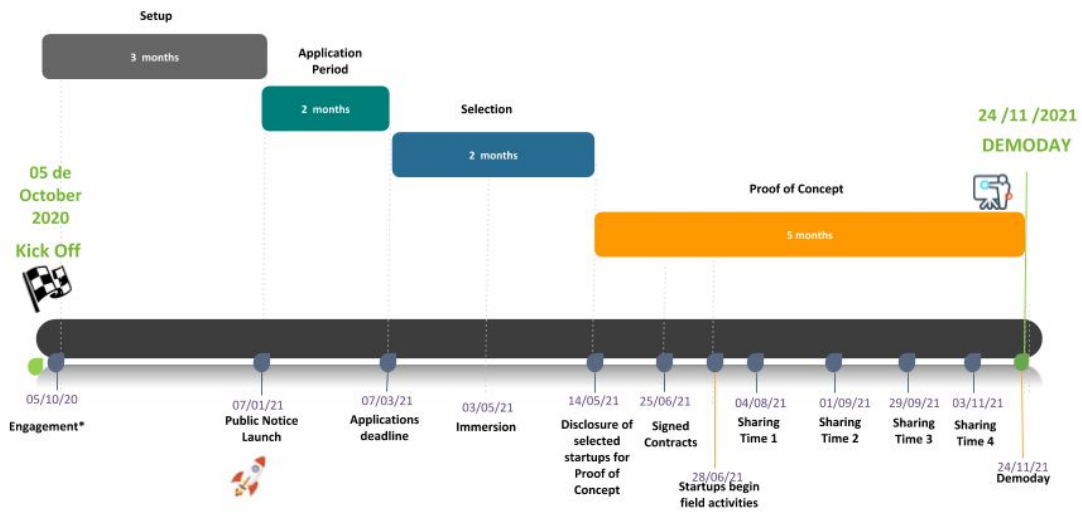 Setup
3 months
Application
Period
2 months
Selection
2 months
24 /11 /2021
DEMODAY
05 de
October
2020
Kick Off
Proof of Concept
5 months
05/10/20
Engagement*
07/01/21
Public Notice
Launch
07/03/21
Applications
deadline
03/05/21
Immersion
14/05/21
Disclosure of
selected
startups for
Proof of
Concept
25/06/21
Signed
Contracts
28/06/21
Startups begin
field activities
04/08/21
Sharing
Time 1
01/09/21
Sharing
Time 2
29/09/21
Sharing
Time 3
03/11/21
Sharing
Time 4
24/11/21
Demoday